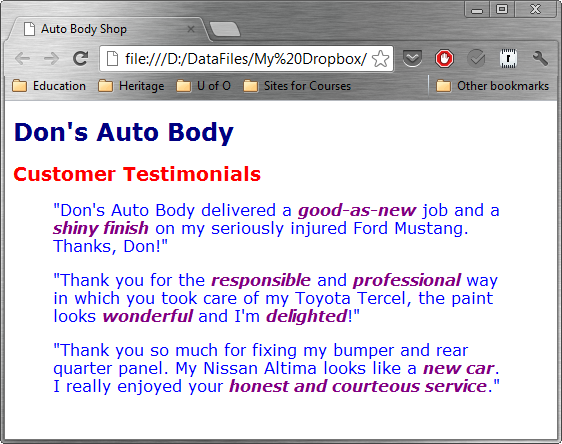 Auto Body Shop
file:///D:/DataFiles/My%20Dropbox/
Education Heritage U of O Sites for Courses Other bookmarks
Don's Auto Body
Customer Testimonials
"Don's Auto Body delivered a good-as-new job and a
shiny finish on my seriously injured Ford Mustang.
Thanks, Don!"
"Thank you for the responsible and professional way
in which you took care of my Toyota Tercel, the paint
looks wonderful and I'm delighted!"
"Thank you so much for fixing my bumper and rear
quarter panel. My Nissan Altima looks like a new car.
I really enjoyed your honest and courteous service."